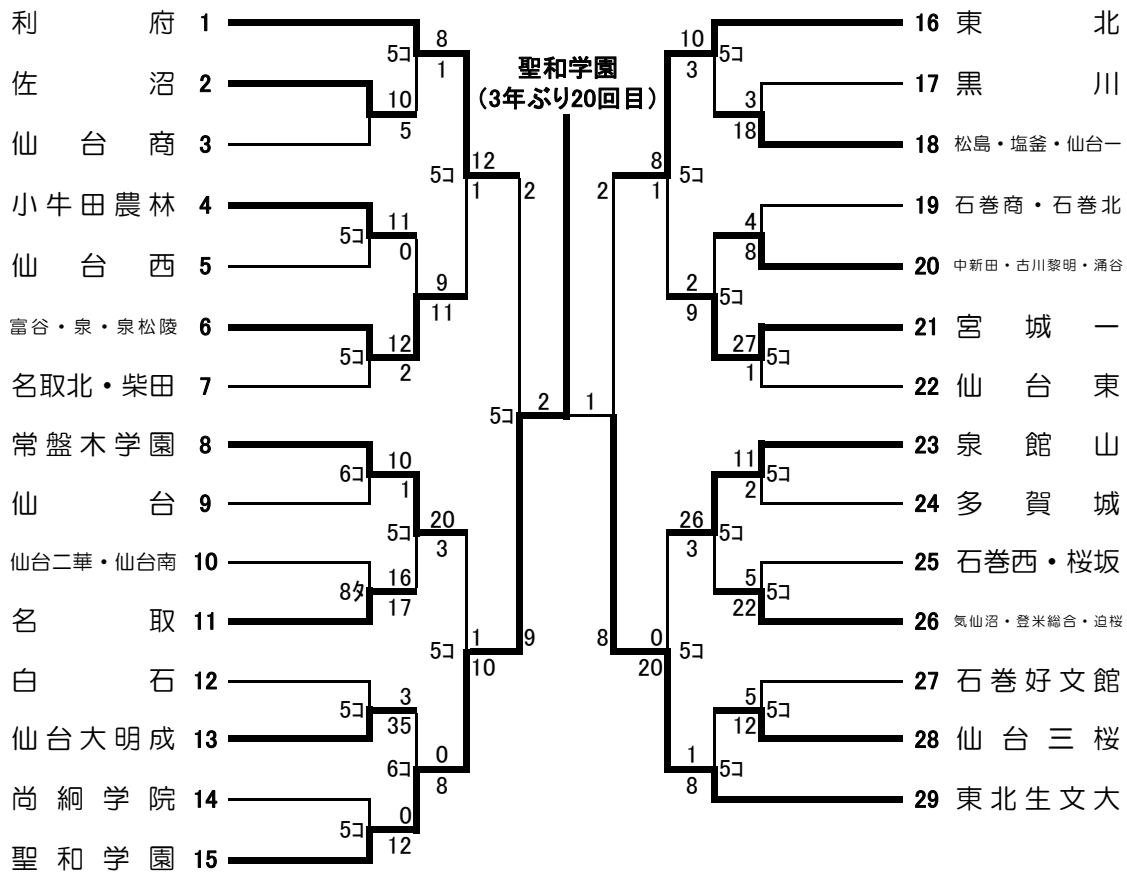 聖和学園
(3年ぶり20回目)
利府 1
佐沼 2
仙台商 3
小牛田農林 4
仙台西 5
富谷・泉・泉松陵 6
名取北・柴田 7
常盤木学園 8
仙台 9
仙台二華・仙台南 10
名取 11
白石 12
仙台大明成 13
尚絅学院 14
聖和学園 15
5コ 8
1
10
5
5コ 12
1
5コ 11
0
9
11
5コ 12
2
2
6コ 10
1
5コ 20
3
8タ 16
17
5コ 1
10
9
5コ 3
35
6コ 0
8
5コ 0
12
5コ 2
1
16 東北
17 黒川
18 松島・塩釜・仙台一
19 石巻商・石巻北
20 中新田・古川黎明・涌谷
21 宮城一
22 仙台東
23 泉館山
24 多賀城
25 石巻西・桜坂
26 気仙沼・登米総合・迫桜
27 石巻好文館
28 仙台三桜
29 東北生文大
10 5コ
3
3
18
8 5コ
1
2
4
8
2 5コ
9
27 5コ
1
11 5コ
2
26 5コ
3
5 5コ
22
8
0 5コ
20
5 5コ
12
1 5コ
8